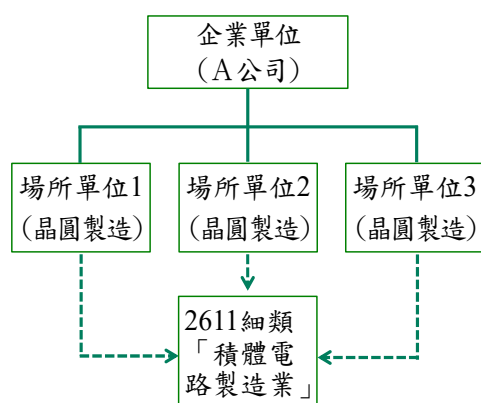 企業單位
（A公司）
場所單位1
(晶圓製造)
場所單位2
(晶圓製造)
場所單位3
(晶圓製造)
2611細類
「積體電
路製造業」